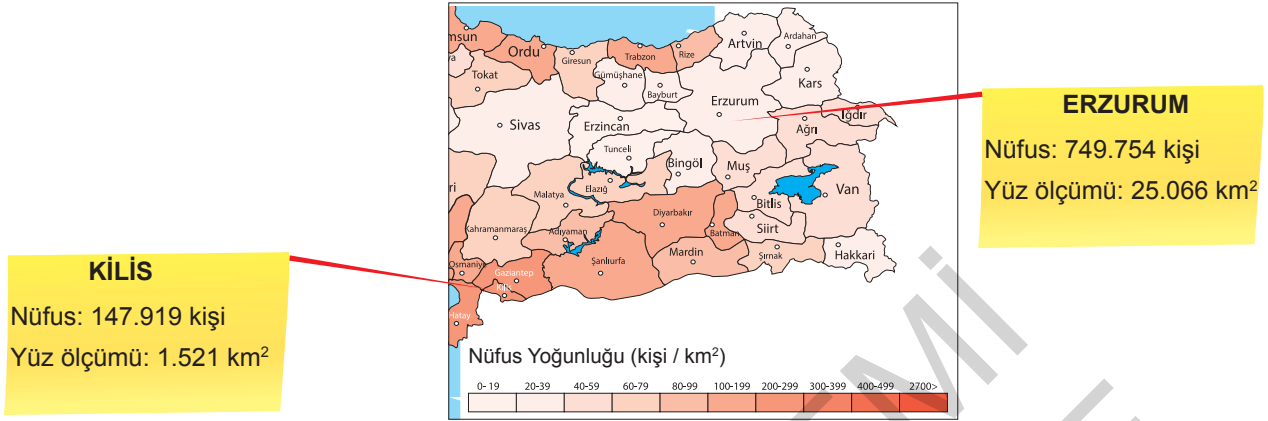 KİLİS
Nüfus: 147.919 kişi
Yüz ölçümü: 1.521 km²
msun
Ordu
Giresun
Trabzon
Rize
Artvin
Ardahan
Tokat
Gümüşhane
Bayburt
Kars
Erzurum
Sivas
Erzincan
Iğdır
Ağrı
Tunceli
Bingöl
Muş
Malatya
Elazığ
Van
Bitlis
Diyarbakır
Batman
Siirt
Kahramanmaraş
Adıyaman
Mardin
Şırnak
Hakkari
Osmaniye
Gaziantep
Şanlıurfa
Kilis
Hatay
Nüfus Yoğunluğu (kişi / km²)
0- 19 20-39 40-59 60-79 80-99 100-199 200-299 300-399 400-499 2700>
ERZURUM
Nüfus: 749.754 kişi
Yüz ölçümü: 25.066 km²